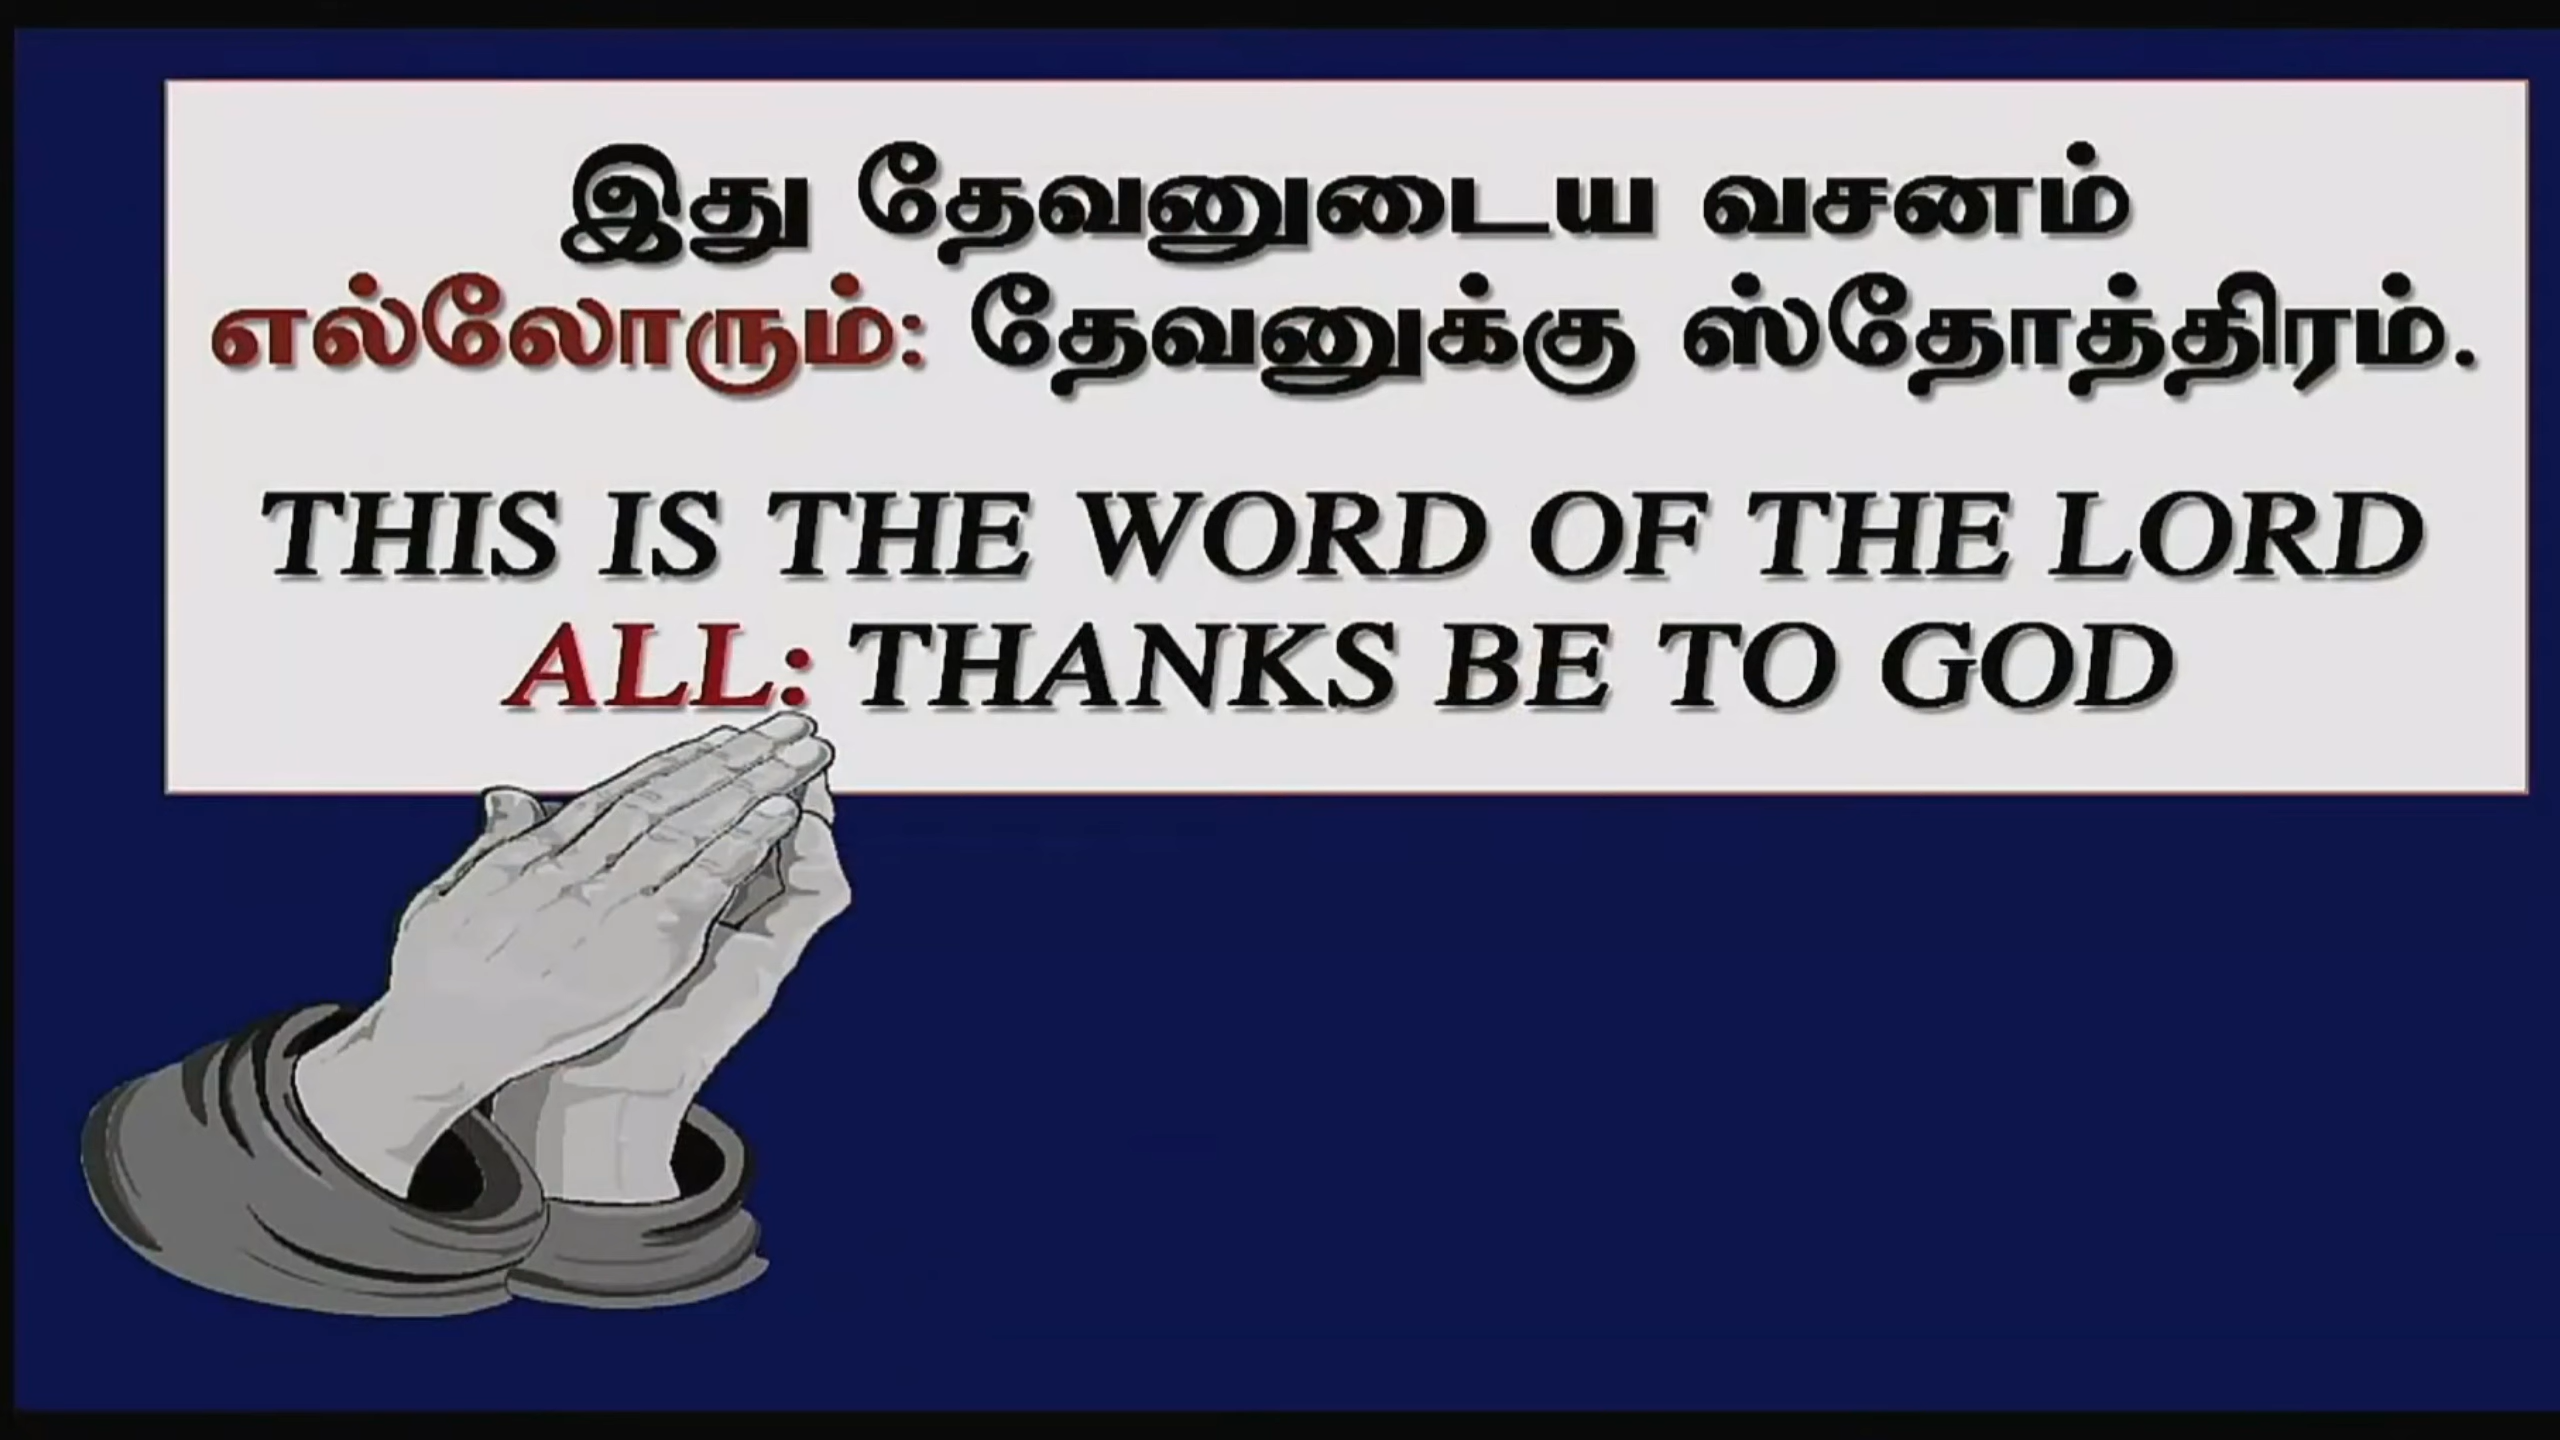 இது தேவனுடைய வசனம்
எல்லோரும்: தேவனுக்கு ஸ்தோத்திரம்.
THIS IS THE WORD OF THE LORD
ALL: THANKS BE TO GOD